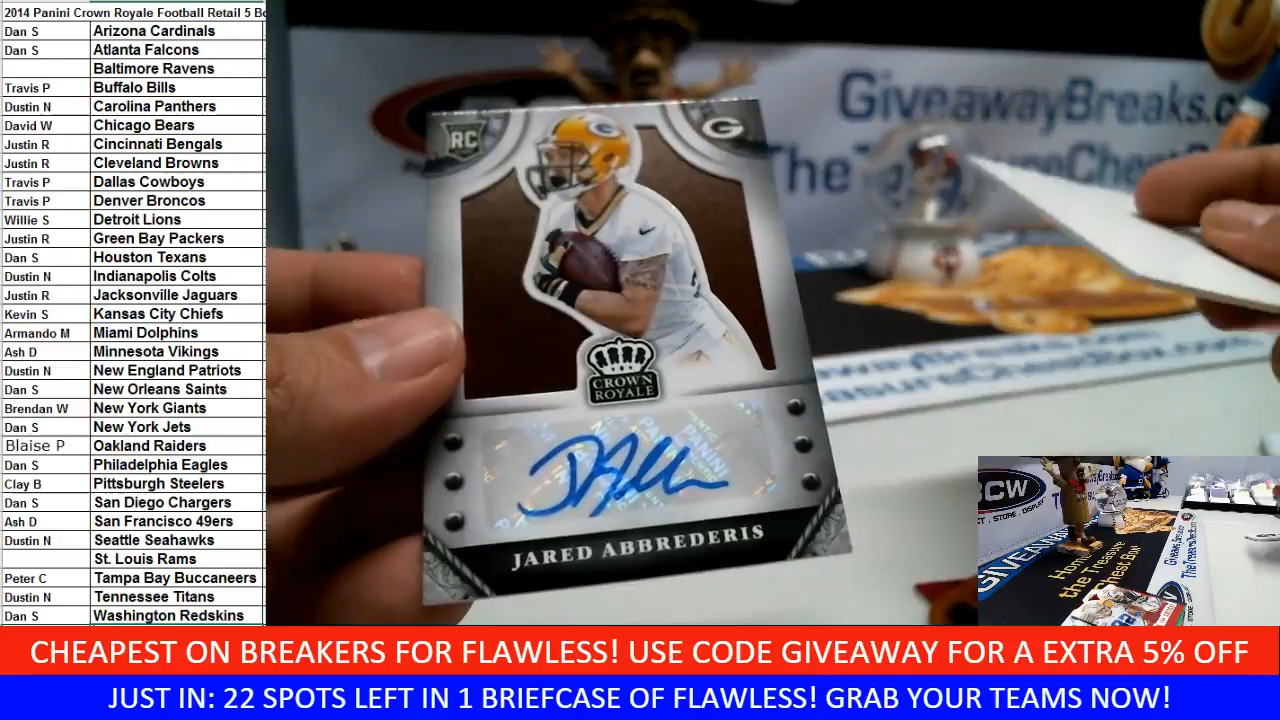 2014 Panini Crown Royale Football Retail 5 Bo
Dan S Arizona Cardinals
Dan S Atlanta Falcons
Baltimore Ravens
Travis P Buffalo Bills
Dustin N Carolina Panthers
David W Chicago Bears
Justin R Cincinnati Bengals
Justin R Cleveland Browns
Travis P Dallas Cowboys
Travis P Denver Broncos
Willie S Detroit Lions
Justin R Green Bay Packers
Dan S Houston Texans
Dustin N Indianapolis Colts
Justin R Jacksonville Jaguars
Kevin S Kansas City Chiefs
Armando M Miami Dolphins
Ash D Minnesota Vikings
Dustin N New England Patriots
Dan S New Orleans Saints
Brendan W New York Giants
Dan S New York Jets
Blaise P Oakland Raiders
Dan S Philadelphia Eagles
Clay B Pittsburgh Steelers
Dan S San Diego Chargers
Ash D San Francisco 49ers
Dustin N Seattle Seahawks
St. Louis Rams
Peter C Tampa Bay Buccaneers
Dustin N Tennessee Titans
Dan S Washington Redskins
GiveawayBreaks.c
RC
G
CROWN
ROYALE
JARED ABBREDERIS
BCW
Home
the Treasure
Chest Box
CHEAPEST ON BREAKERS FOR FLAWLESS! USE CODE GIVEAWAY FOR A EXTRA 5% OFF
JUST IN: 22 SPOTS LEFT IN 1 BRIEFCASE OF FLAWLESS! GRAB YOUR TEAMS NOW!